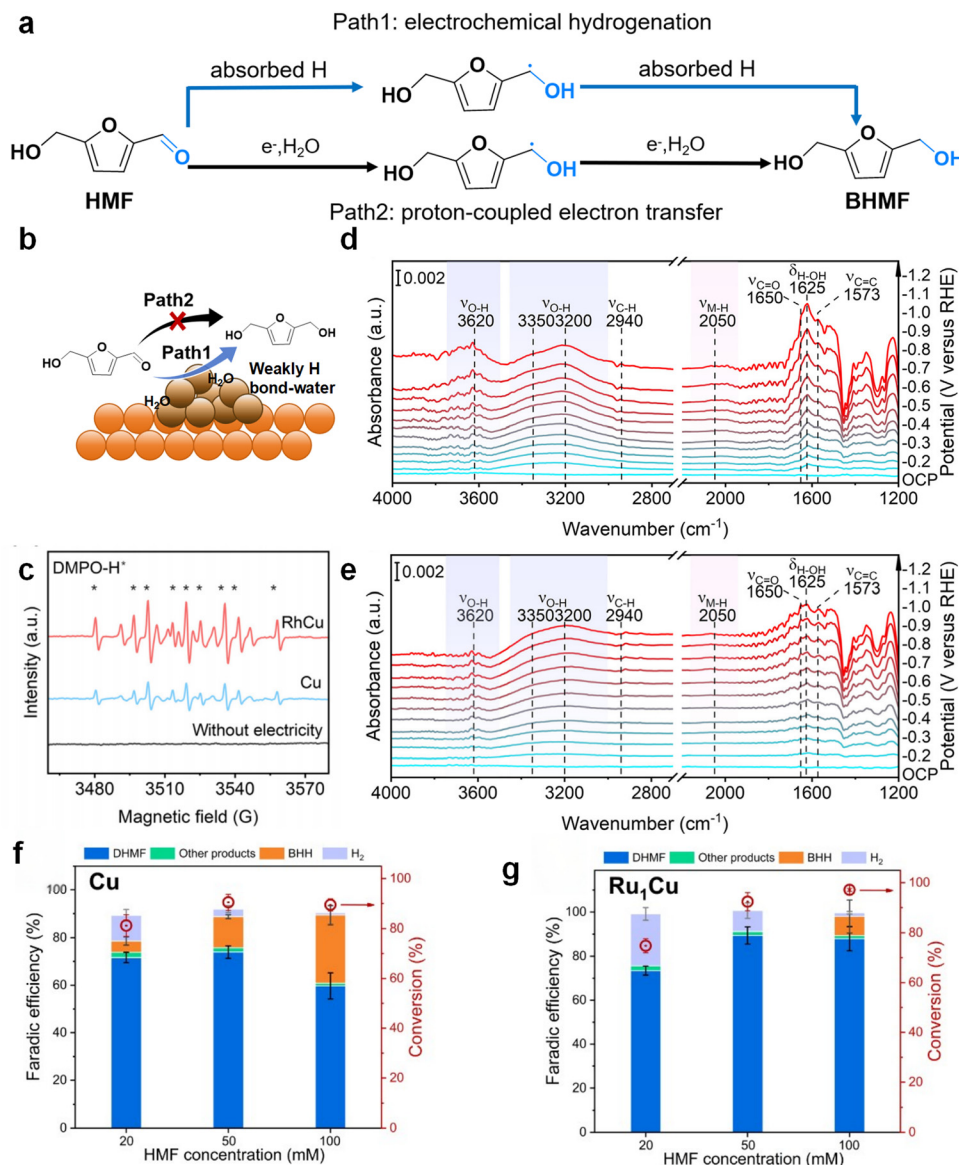 a
Path1: electrochemical hydrogenation
absorbed H
absorbed H
HO
OH
HO
O
O
HMF
e-,H2O
HO
O
OH
e-,H2O
HO
O
OH
BHMF
Path2: proton-coupled electron transfer
b
Path2
Path1
HO
O
O
HO
O
OH
H2O
H2O
Weakly H
bond-water
c
DMPO-H*
* * * * * * * * *
RhCu
Cu
Without electricity
Intensity (a.u.)
3480 3510 3540 3570
Magnetic field (G)
d
0.002
νO-H
3620
νO-H
3350 3200
νC-H
2940
νM-H
2050
νC=O
1650
δH-OH
1625
νC=C
1573
Absorbance (a.u.)
-1.2
-1.1
-1.0
-0.9
-0.8
-0.7
-0.6
-0.5
-0.4
-0.3
-0.2
OCP
Potential (V versus RHE)
4000 3600 3200 2800 2000 1600 1200
Wavenumber (cm-1)
e
0.002
νO-H
3620
νO-H
3350 3200
νC-H
2940
νM-H
2050
νC=O
1650
δH-OH
1625
νC=C
1573
Absorbance (a.u.)
-1.2
-1.1
-1.0
-0.9
-0.8
-0.7
-0.6
-0.5
-0.4
-0.3
-0.2
OCP
Potential (V versus RHE)
4000 3600 3200 2800 2000 1600 1200
Wavenumber (cm-1)
f
DHMF Other products BHH H2
Cu
Faradic efficiency (%)
100
80
60
40
20
0
100
80
60
40
20
0
Conversion (%)
20 50 100
HMF concentration (mM)
g
DHMF Other products BHH H2
Ru1Cu
Faradic efficiency (%)
100
80
60
40
20
0
100
80
60
40
20
0
Conversion (%)
20 50 100
HMF concentration (mM)